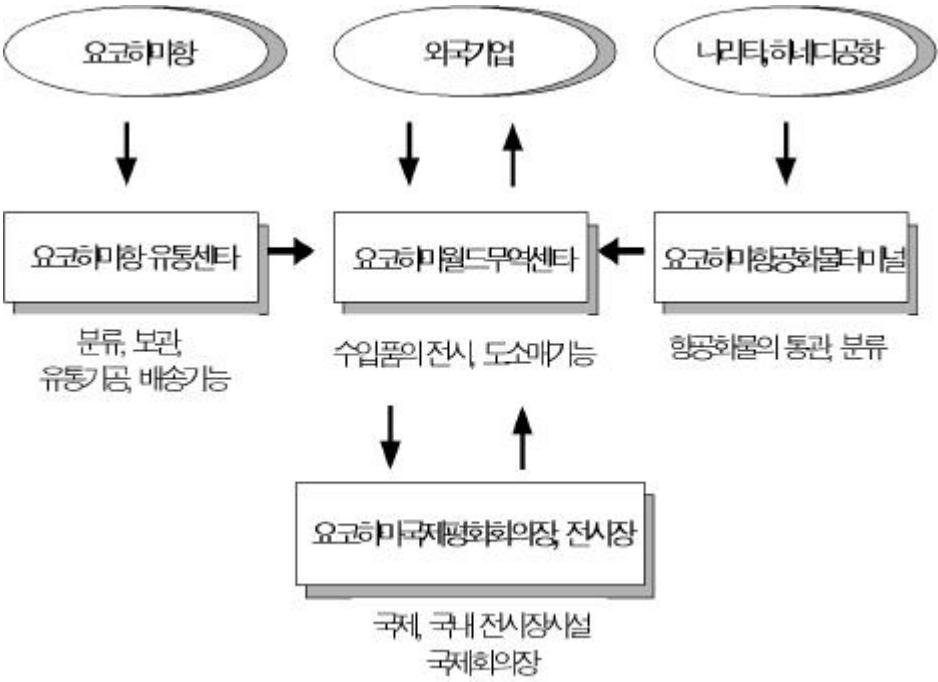 요코하마항
외국기업
나리타,하네다공항
요코하마항 유통센타
요코하마월드무역센타
요코하마항공화물터미널
분류, 보관,
유통가공, 배송기능
수입품의 전시, 도소매기능
항공화물의 통관, 분류
요코하마국제평화회의장, 전시장
국제, 국내 전시장시설
국제회의장